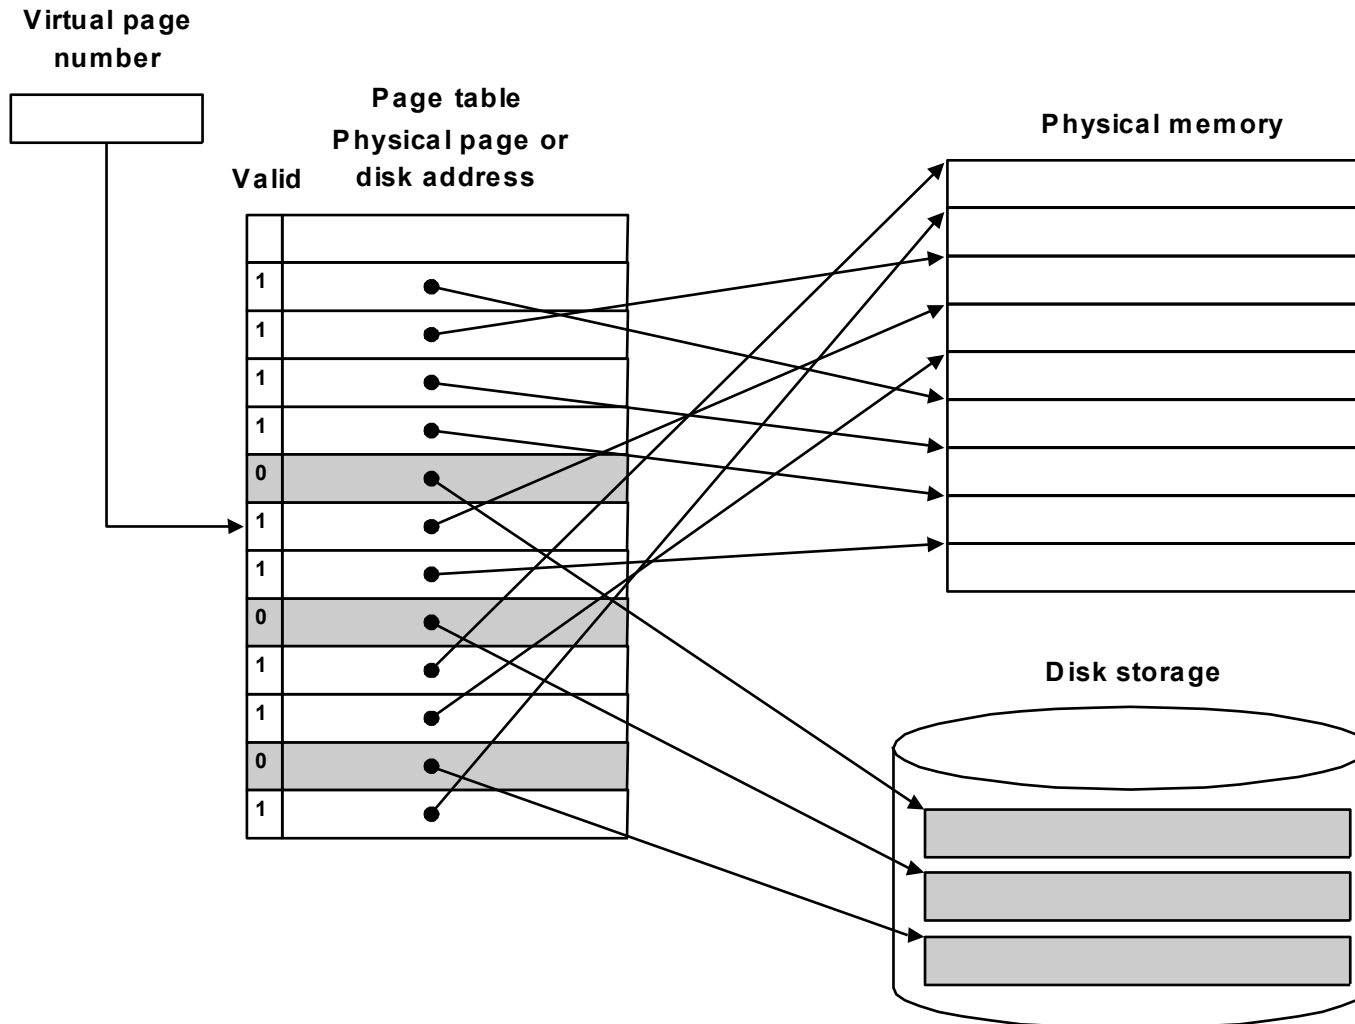 Virtual page
number
Page table
Physical page or
disk address
Valid
Physical memory
1
1
1
1
0
1
1
0
1
1
0
1
Disk storage